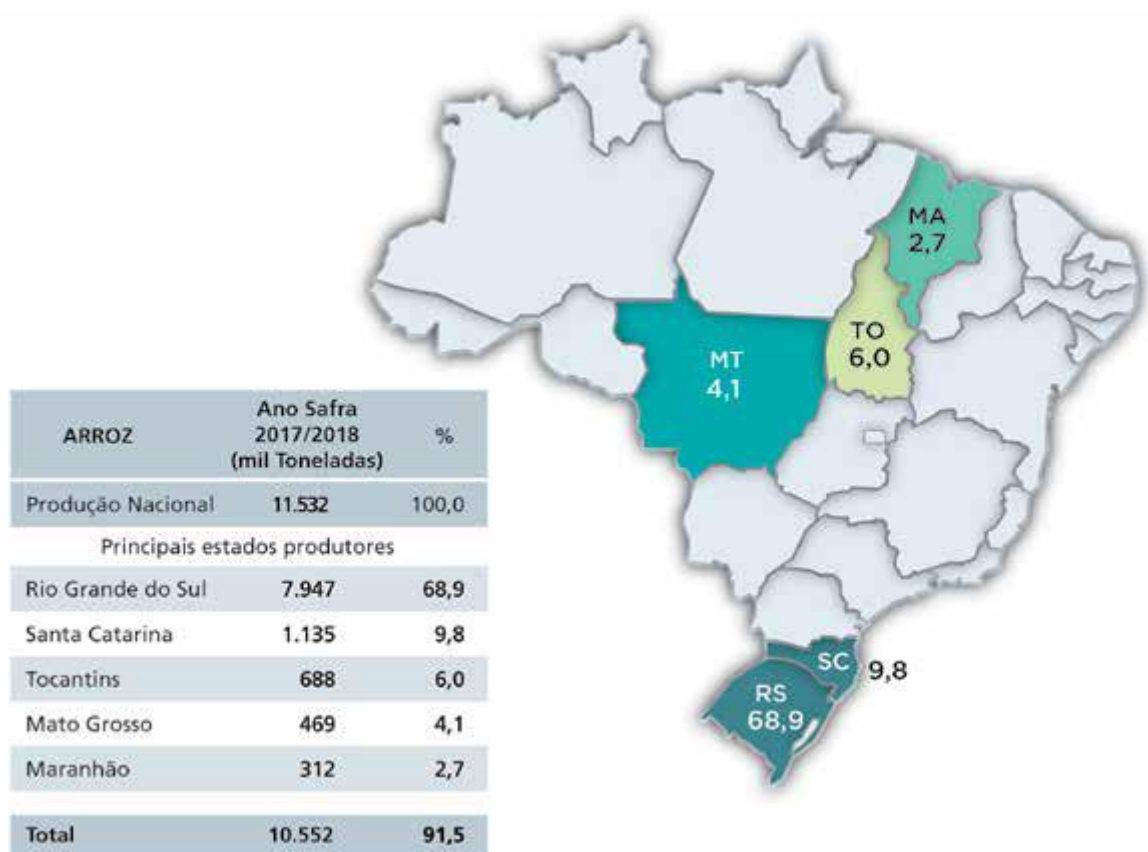 MA
2,7
TO
6,0
MT
4,1
SC
9,8
RS
68,9
ARROZ
Ano Safra
2017/2018
(mil Toneladas)
%
Produção Nacional 11.532 100,0
Principais estados produtores
Rio Grande do Sul 7.947 68,9
Santa Catarina 1.135 9,8
Tocantins 688 6,0
Mato Grosso 469 4,1
Maranhão 312 2,7
Total 10.552 91,5